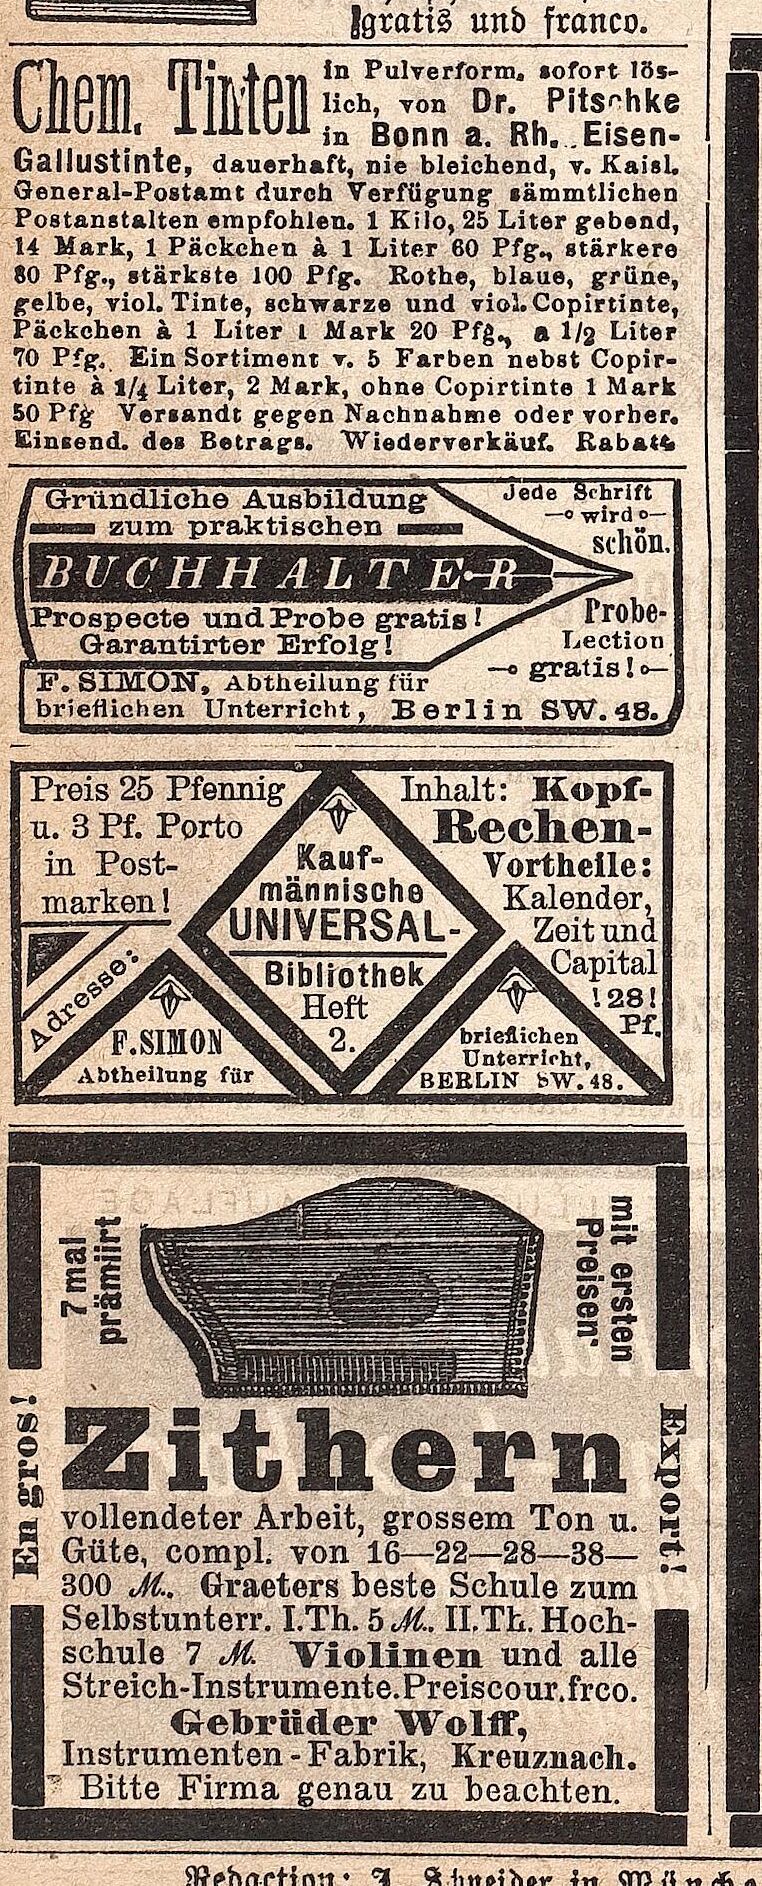 gratis und franco.
Chem. Tinten
in Pulverform, sofort lös-
lich, von Dr. Pitschke
in Bonn a. Rh. Eisen-
Gallustinte, dauerhaft, nie bleichend, v. Kaisl.
General-Postamt durch Verfügung sämmtlichen
Postanstalten empfohlen. 1 Kilo, 25 Liter gebend,
14 Mark, 1 Päckchen à 1 Liter 60 Pfg., stärkere
80 Pfg., stärkste 100 Pfg. Rothe, blaue, grüne,
gelbe, viol. Tinte, schwarze und viol. Copirtinte,
Päckchen à 1 Liter 1 Mark 20 Pfg., a 1/2 Liter
70 Pfg. Ein Sortiment v. 5 Farben nebst Copir-
tinte à 1/4 Liter, 2 Mark, ohne Copirtinte 1 Mark
50 Pfg Versandt gegen Nachnahme oder vorher.
Einsend. des Betrags. Wiederverkäuf. Rabatt
Gründliche Ausbildung
zum praktischen
BUCHHALTER
Prospecte und Probe gratis!
Garantirter Erfolg!
Jede Schrift
wird
schön.
Probe-
Lection
gratis!
F. SIMON, Abtheilung für
brieflichen Unterricht, Berlin SW. 48.
Preis 25 Pfennig
u. 3 Pf. Porto
in Post-
marken!
Kauf-
männische
UNIVERSAL-
Bibliothek
Heft
2.
Inhalt: Kopf-
Rechen-
Vortheile:
Kalender,
Zeit und
Capital
!28!
Pf.
Adresse:
F. SIMON
Abtheilung für
brieflichen
Unterricht,
BERLIN SW. 48.
7 mal
prämiirt
mit ersten
Preisen
En gros!
Export!
Zithern
vollendeter Arbeit, grossem Ton u.
Güte, compl. von 16—22—28—38—
300 M. Graeters beste Schule zum
Selbstunterr. I. Th. 5 M. II. Th. Hoch-
schule 7 M. Violinen und alle
Streich-Instrumente. Preiscour. frco.
Gebrüder Wolff,
Instrumenten-Fabrik, Kreuznach.
Bitte Firma genau zu beachten.
Redaction: J. Schneider in